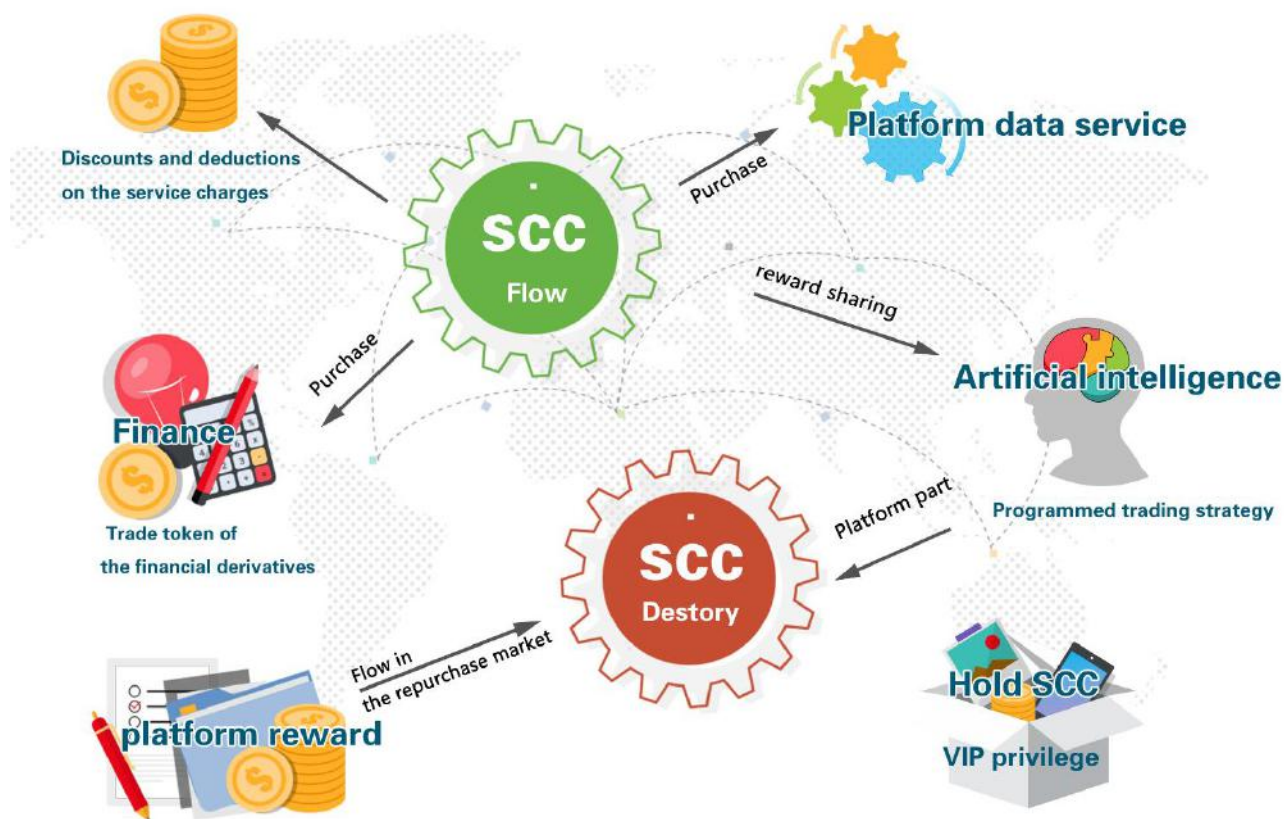 Discounts and deductions
on the service charges
SCC
Flow
Purchase
Platform data service
reward sharing
Artificial intelligence
Programmed trading strategy
Purchase
Finance
Trade token of
the financial derivatives
SCC
Destory
Platform part
platform reward
Flow in
the repurchase market
Hold SCC
VIP privilege